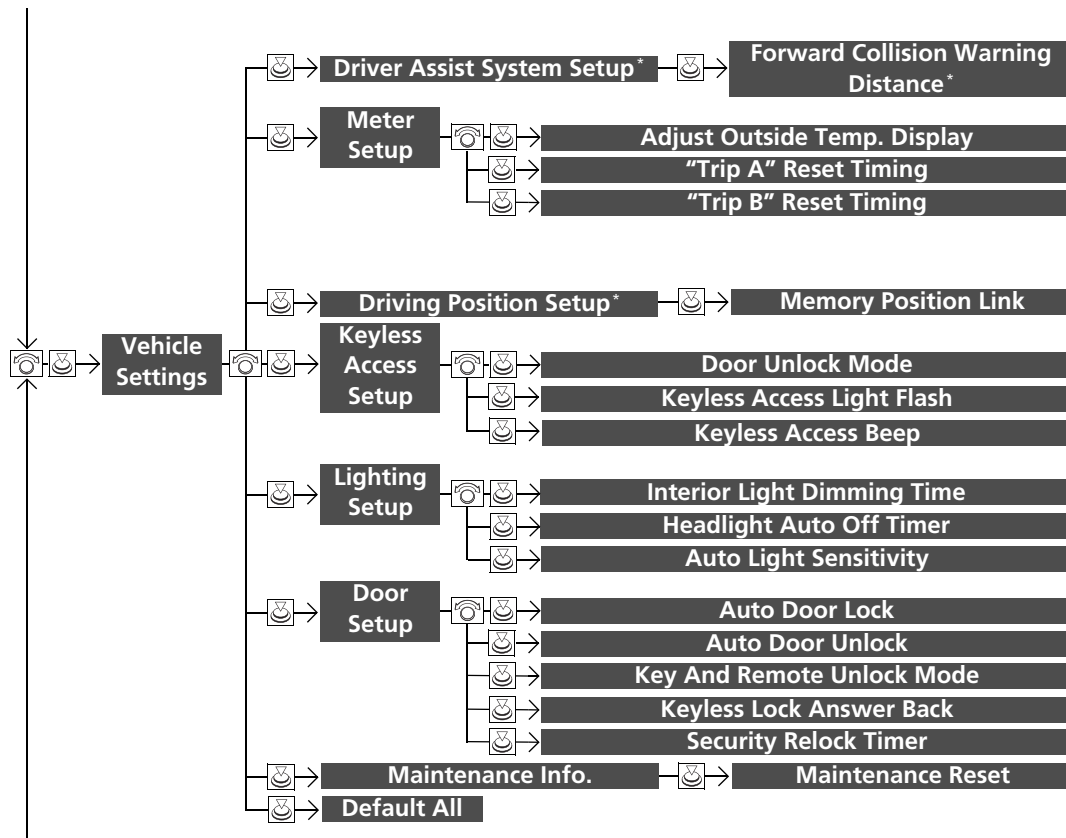 Driver Assist System Setup*
Forward Collision Warning
Distance*
Meter
Setup
Adjust Outside Temp. Display
“Trip A” Reset Timing
“Trip B” Reset Timing
Driving Position Setup*
Memory Position Link
Vehicle
Settings
Keyless
Access
Setup
Door Unlock Mode
Keyless Access Light Flash
Keyless Access Beep
Lighting
Setup
Interior Light Dimming Time
Headlight Auto Off Timer
Auto Light Sensitivity
Door
Setup
Auto Door Lock
Auto Door Unlock
Key And Remote Unlock Mode
Keyless Lock Answer Back
Security Relock Timer
Maintenance Info.
Maintenance Reset
Default All